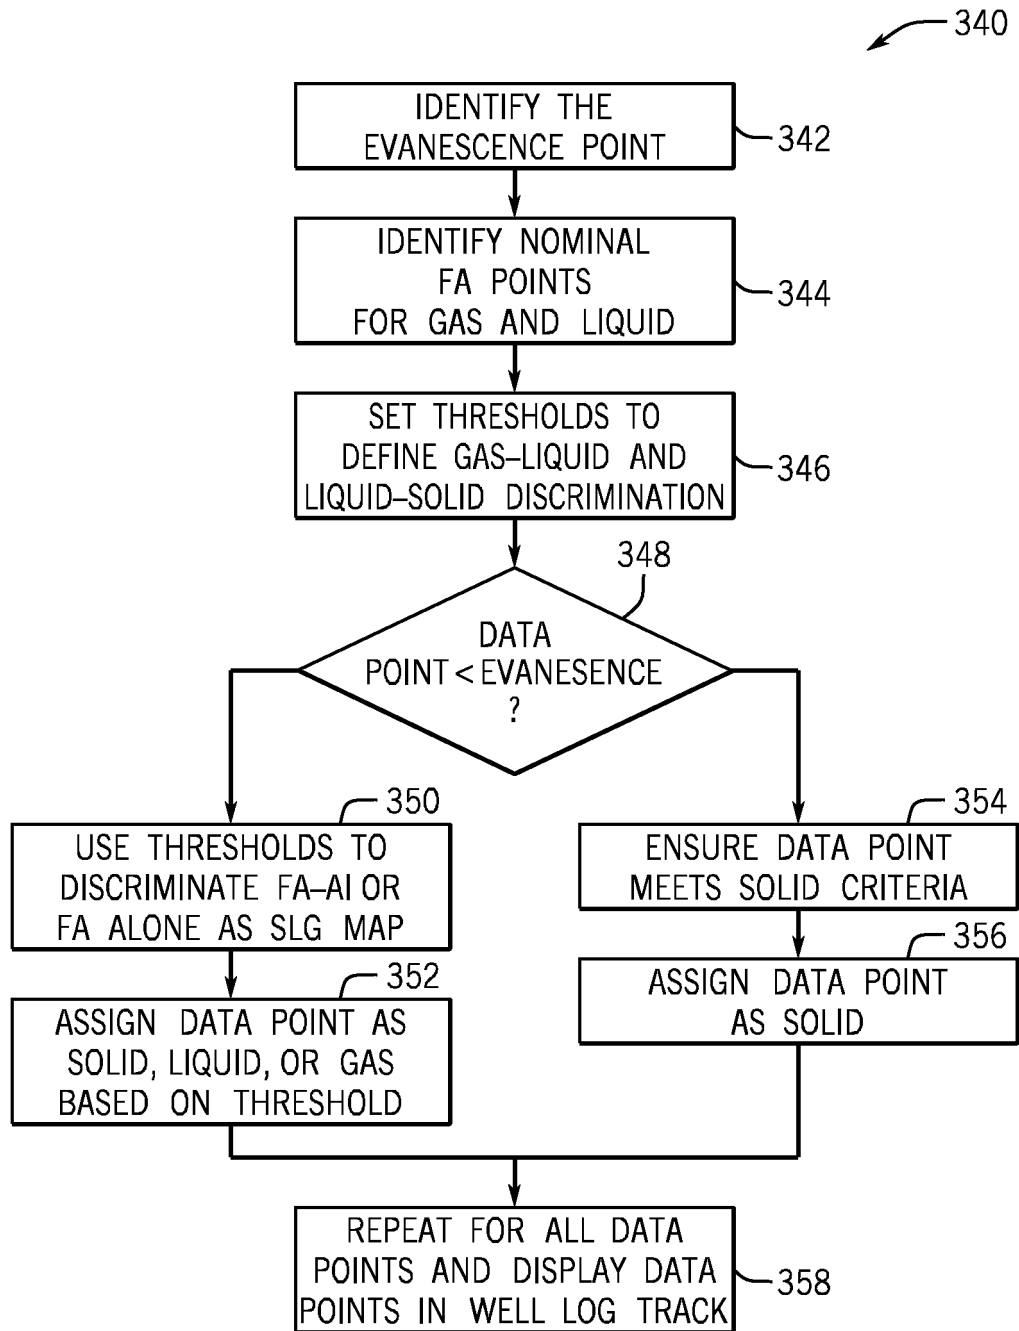 340
IDENTIFY THE
EVANESCENCE POINT
342
IDENTIFY NOMINAL
FA POINTS
FOR GAS AND LIQUID
344
SET THRESHOLDS TO
DEFINE GAS–LIQUID AND
LIQUID–SOLID DISCRIMINATION
346
348
DATA
POINT < EVANESENCE
?
350
USE THRESHOLDS TO
DISCRIMINATE FA–AI OR
FA ALONE AS SLG MAP
352
ASSIGN DATA POINT AS
SOLID, LIQUID, OR GAS
BASED ON THRESHOLD
354
ENSURE DATA POINT
MEETS SOLID CRITERIA
356
ASSIGN DATA POINT
AS SOLID
REPEAT FOR ALL DATA
POINTS AND DISPLAY DATA
POINTS IN WELL LOG TRACK
358